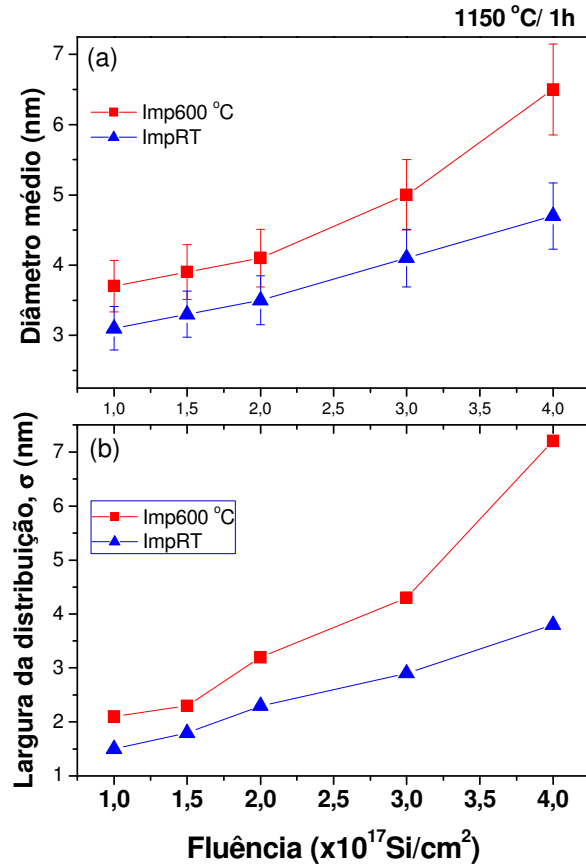 1150 °C/ 1h
(a)
Imp600 °C
ImpRT
Diâmetro médio (nm)
7
6
5
4
3
1,0 1,5 2,0 2,5 3,0 3,5 4,0
(b)
Imp600 °C
ImpRT
Largura da distribuição, σ (nm)
7
6
5
4
3
2
1
1,0 1,5 2,0 2,5 3,0 3,5 4,0
Fluência (x10¹⁷Si/cm²)